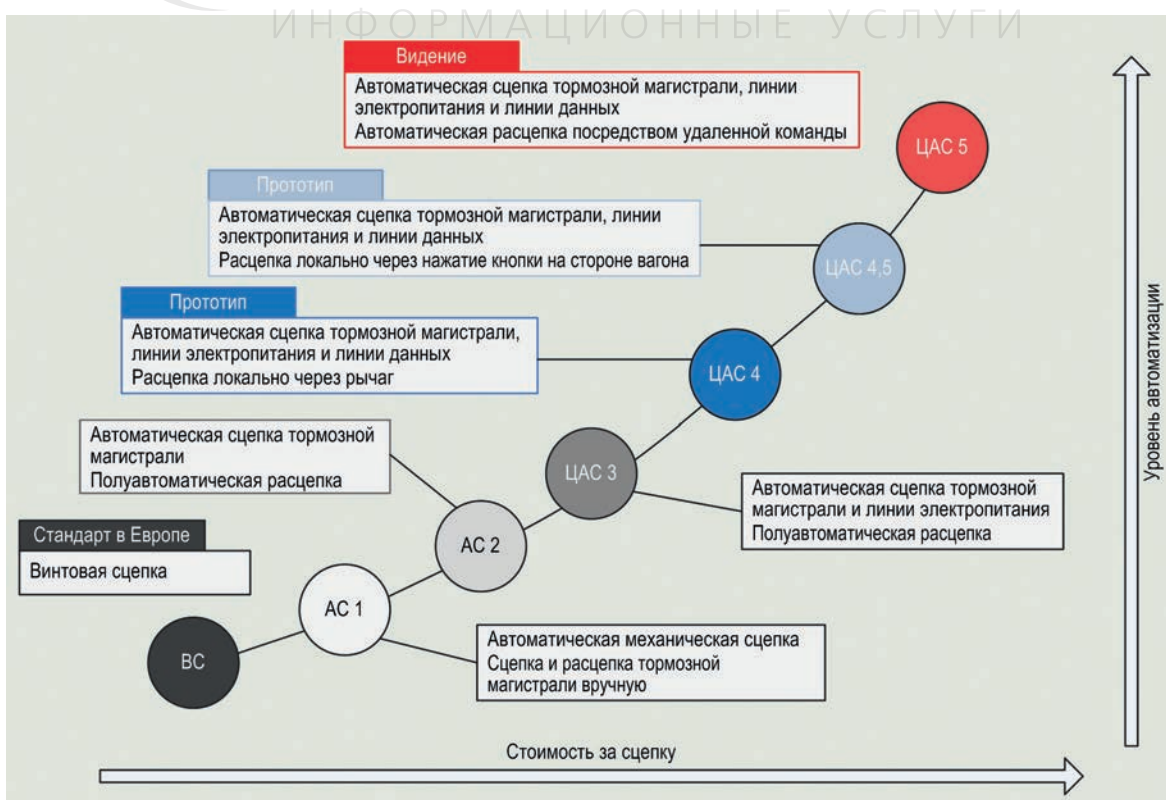 ИНФОРМАЦИОННЫЕ УСЛУГИ
Видение
Автоматическая сцепка тормозной магистрали, линии
электропитания и линии данных
Автоматическая расцепка посредством удаленной команды
ЦАС 5
Прототип
Автоматическая сцепка тормозной магистрали, линии
электропитания и линии данных
Расцепка локально через нажатие кнопки на стороне вагона
ЦАС 4,5
Прототип
Автоматическая сцепка тормозной магистрали,
линии электропитания и линии данных
Расцепка локально через рычаг
ЦАС 4
Автоматическая сцепка тормозной
магистрали
Полуавтоматическая расцепка
ЦАС 3
Автоматическая сцепка тормозной
магистрали и линии электропитания
Полуавтоматическая расцепка
Стандарт в Европе
Винтовая сцепка
АС 2
АС 1
ВС
Автоматическая механическая сцепка
Сцепка и расцепка тормозной
магистрали вручную
Стоимость за сцепку
Уровень автоматизации